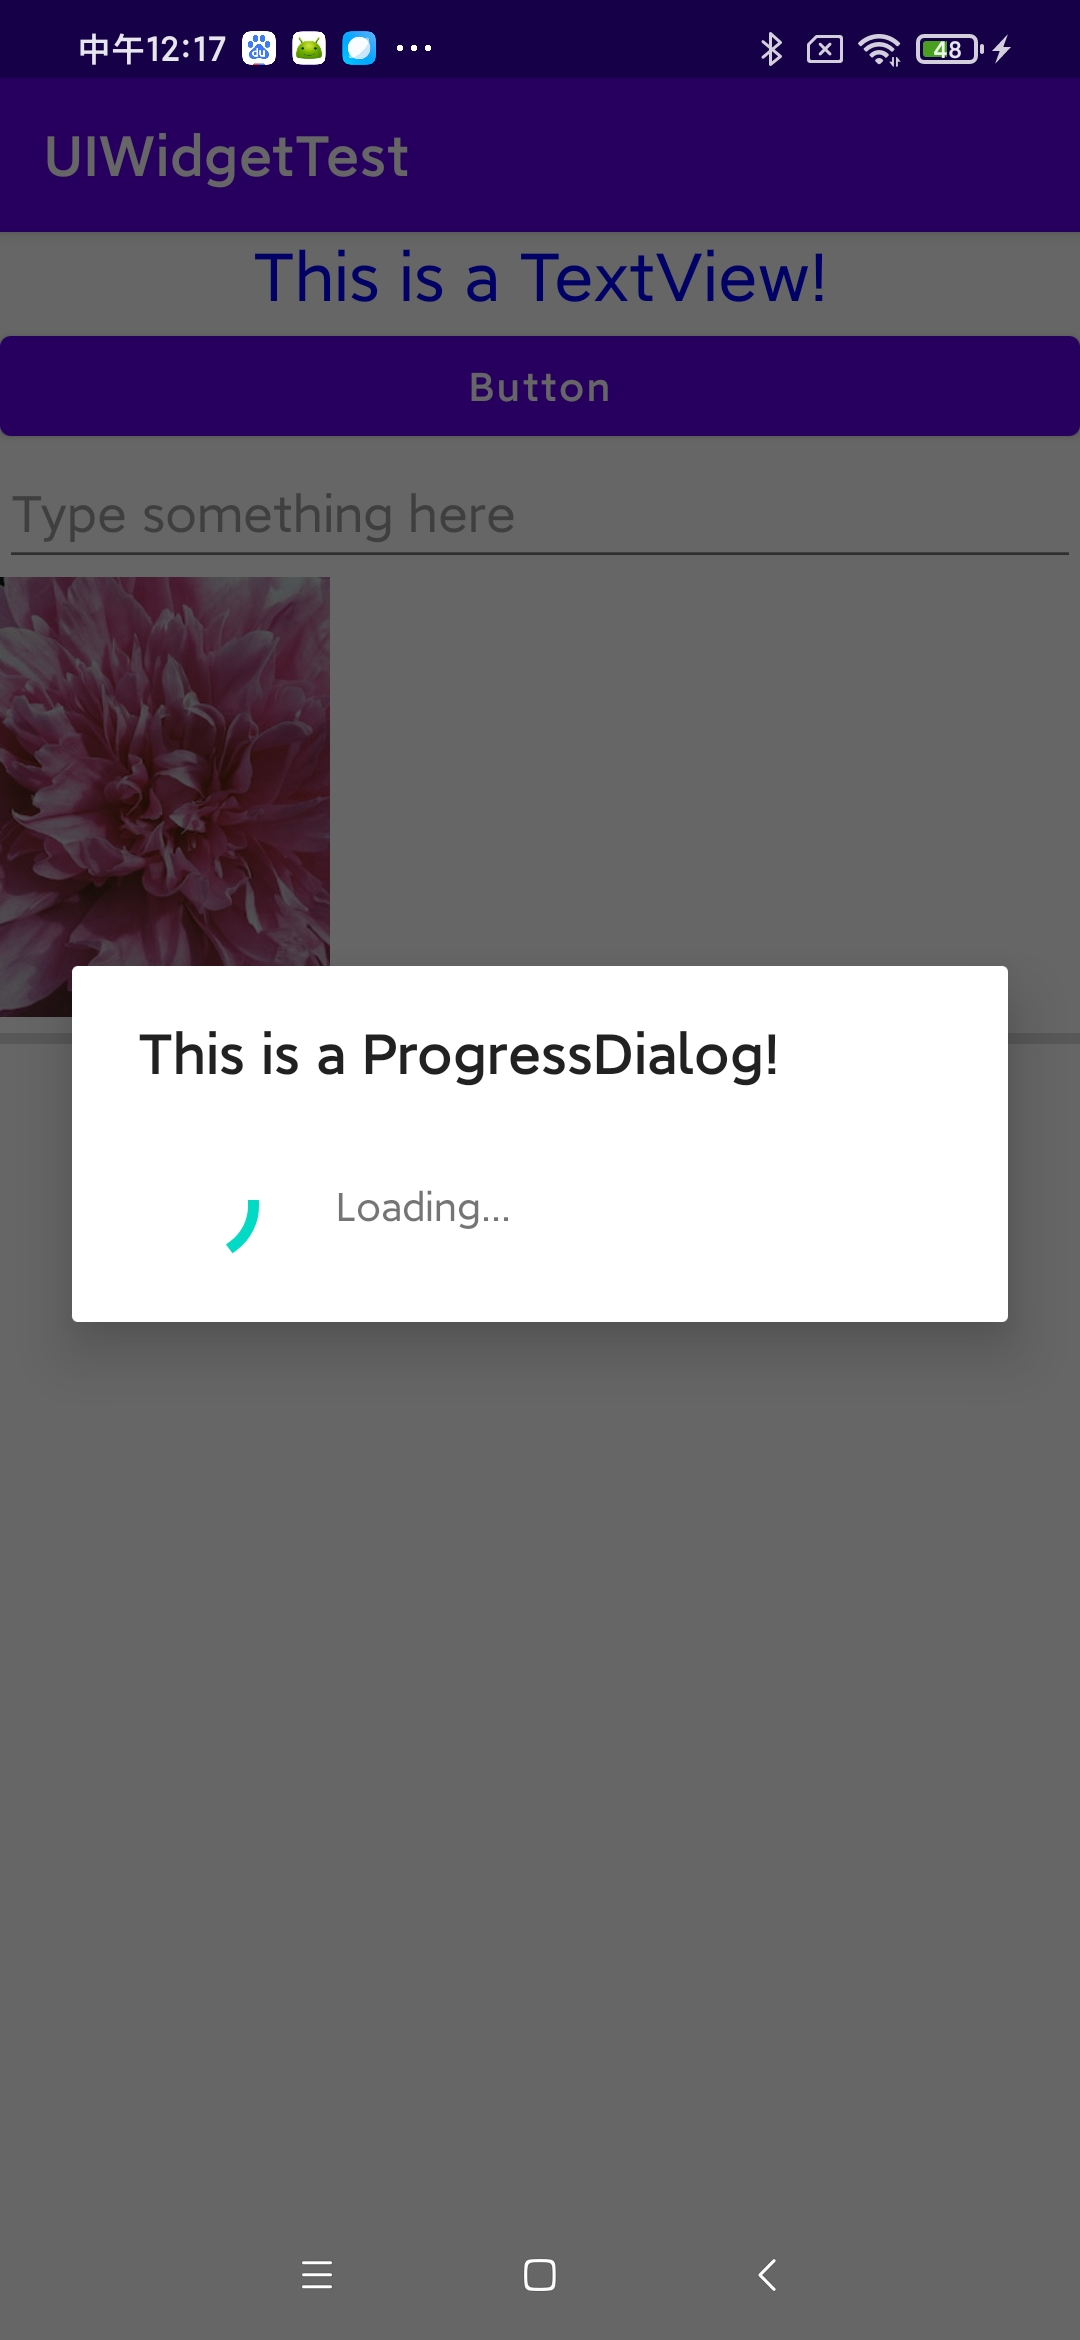 中午12:17 du 48
UIWidgetTest
This is a TextView!
Button
Type something here
This is a ProgressDialog!
Loading...